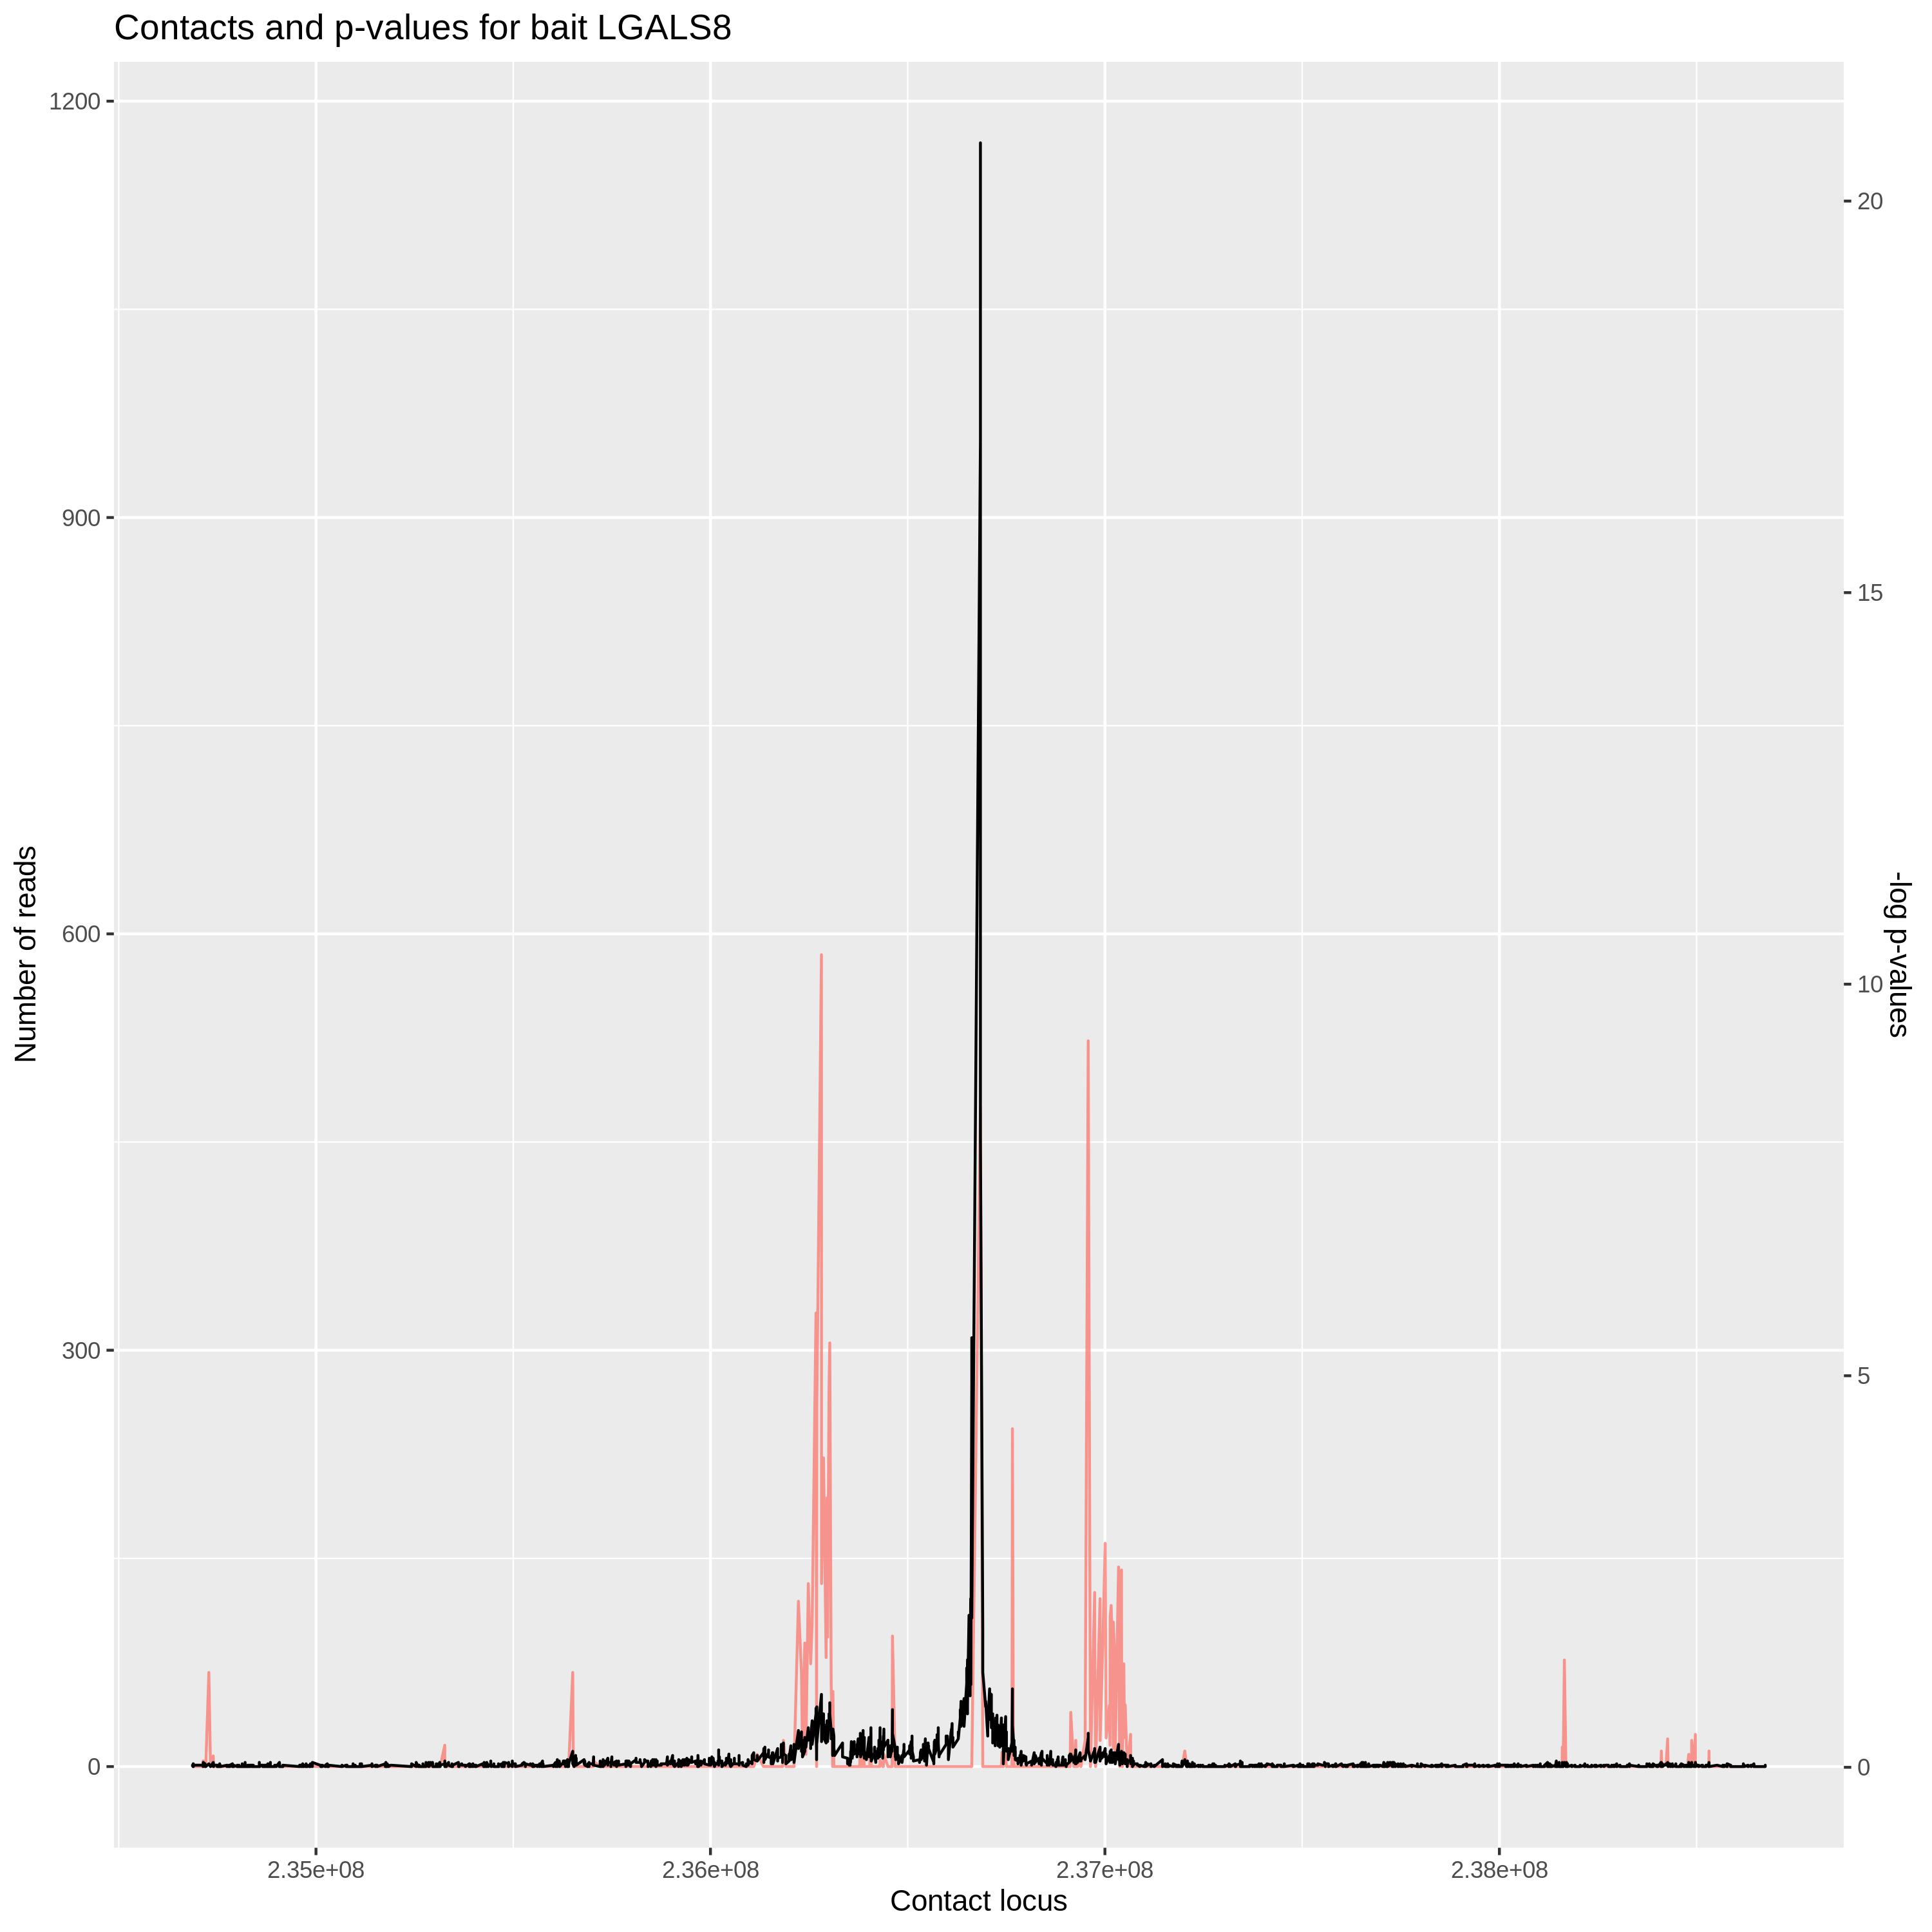 Contacts and p-values for bait LGALS8
1200
900
600
300
0
Number of reads
20
15
10
5
0
-log p-values
2.35e+08
2.36e+08
2.37e+08
2.38e+08
Contact locus